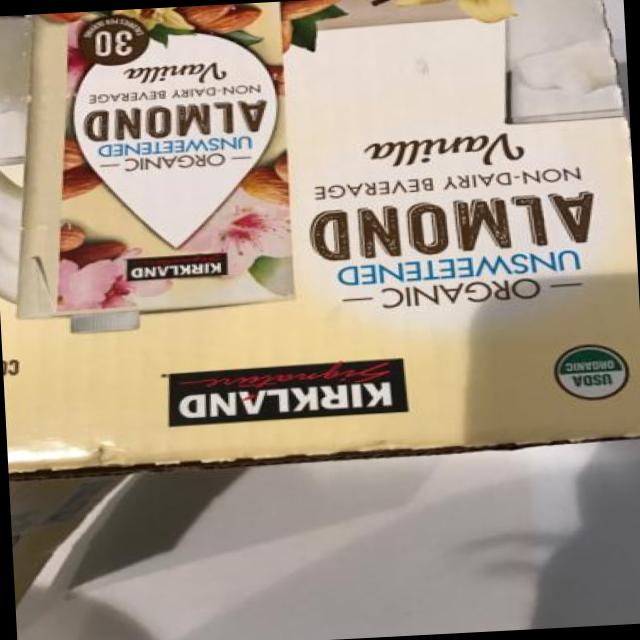 KIRKLAND
Signature
USDA
ORGANIC
ORGANIC
UNSWEETENED
ALMOND
NON-DAIRY BEVERAGE
Vanilla
KIRKLAND
ORGANIC
UNSWEETENED
ALMOND
NON-DAIRY BEVERAGE
Vanilla
30